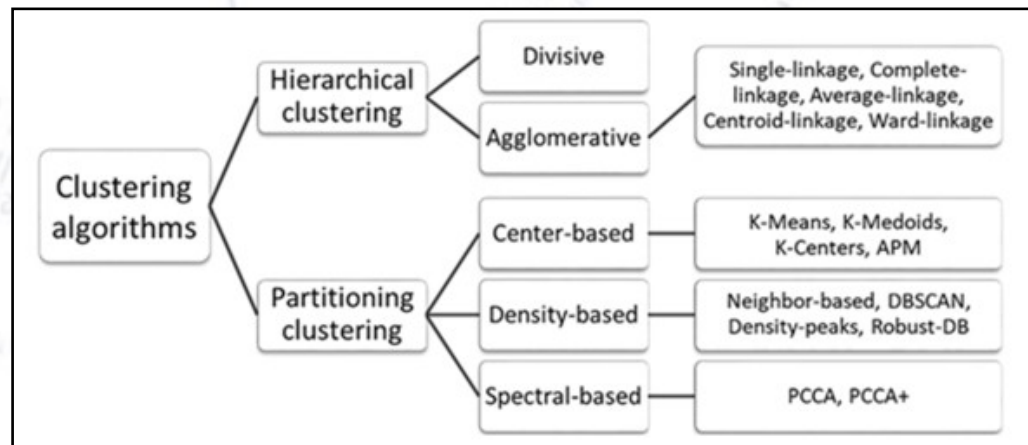 Clustering
algorithms
Hierarchical
clustering
Divisive
Agglomerative
Single-linkage, Complete-
linkage, Average-linkage,
Centroid-linkage, Ward-linkage
Partitioning
clustering
Center-based
K-Means, K-Medoids,
K-Centers, APM
Density-based
Neighbor-based, DBSCAN,
Density-peaks, Robust-DB
Spectral-based
PCCA, PCCA+